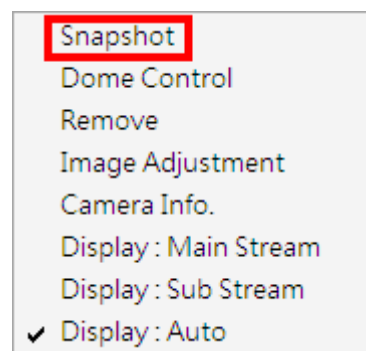 Snapshot
Dome Control
Remove
Image Adjustment
Camera Info.
Display : Main Stream
Display : Sub Stream
Display : Auto